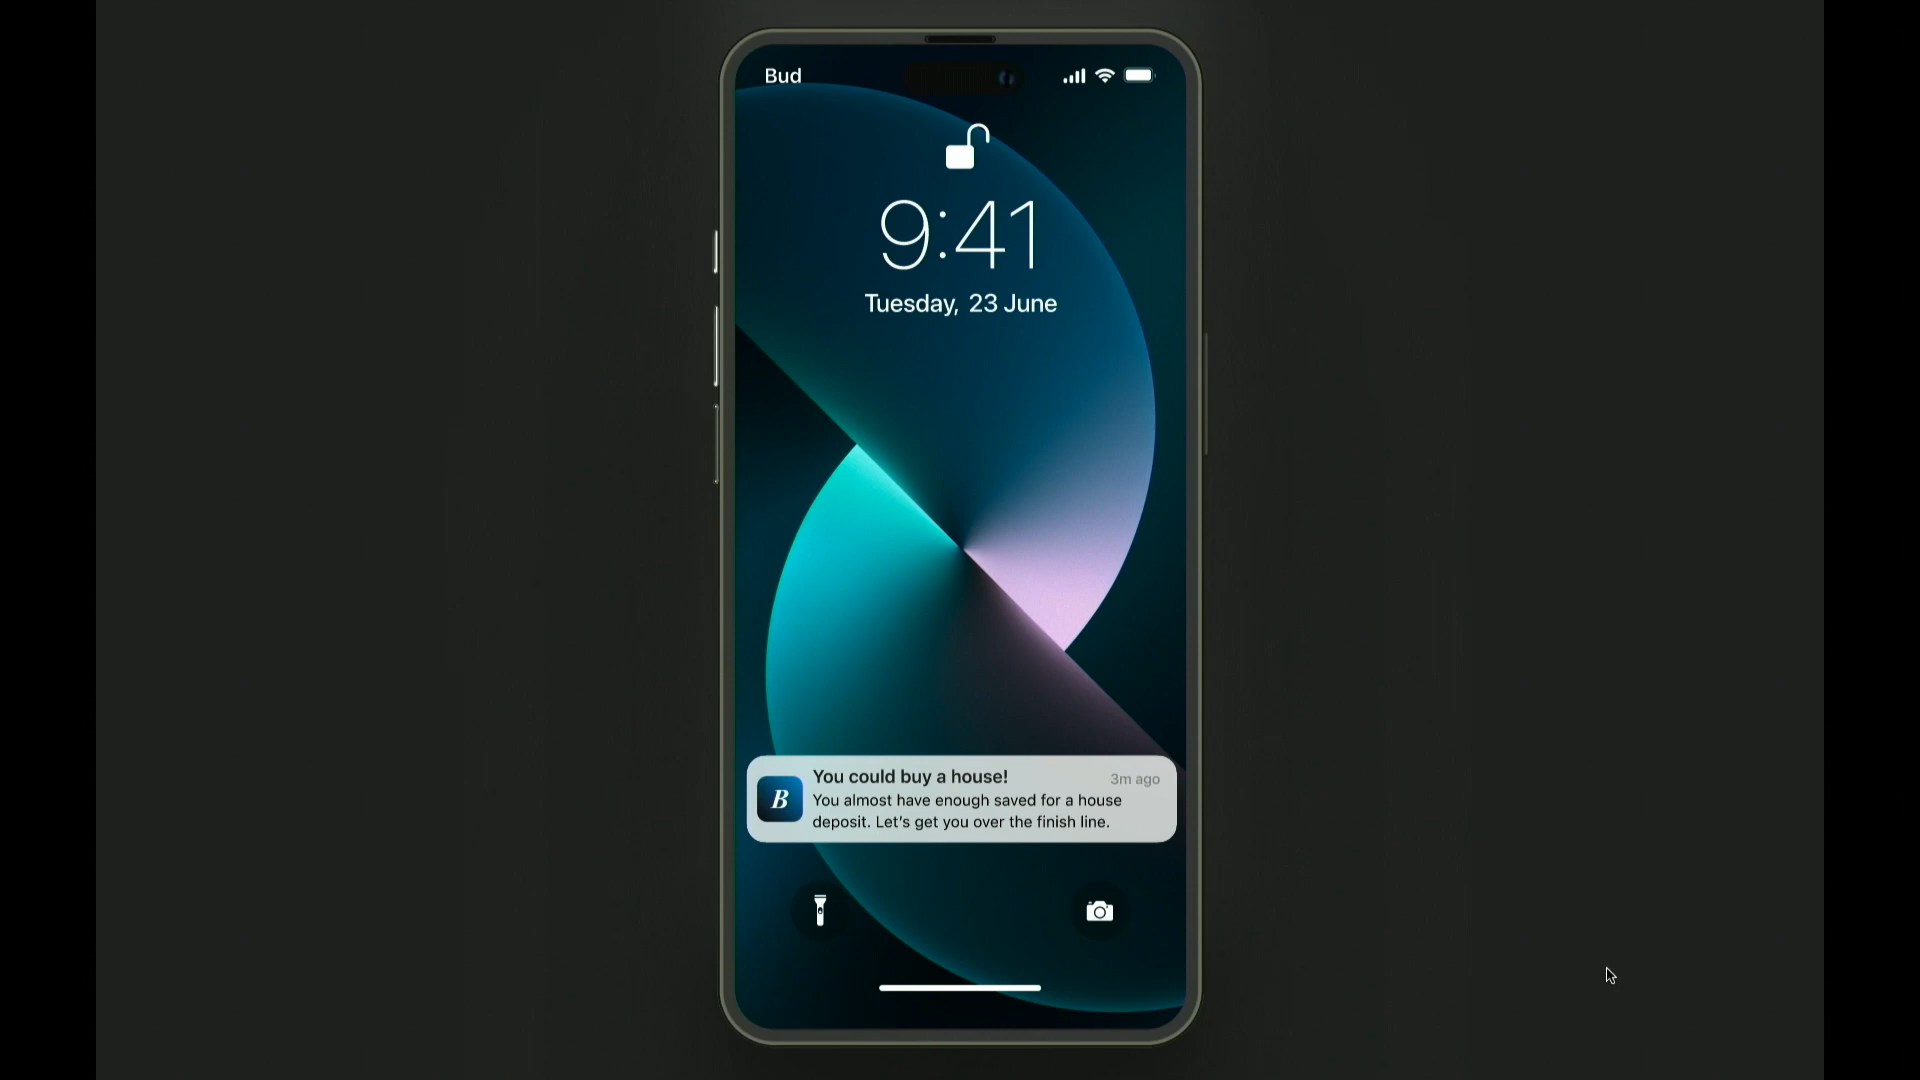 Bud
9:41
Tuesday, 23 June
You could buy a house!
3m ago
You almost have enough saved for a house
deposit. Let's get you over the finish line.
B